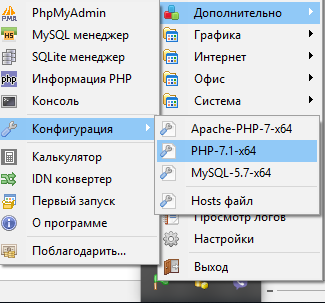 PhpMyAdmin
MySQL менеджер
SQLite менеджер
Информация PHP
Консоль
Конфигурация
Калькулятор
IDN конвертер
Первый запуск
О программе
Поблагодарить...
Дополнительно
Графика
Интернет
Офис
Система
Apache-PHP-7-x64
PHP-7.1-x64
MySQL-5.7-x64
Hosts файл
Просмотр логов
Настройки
Выход